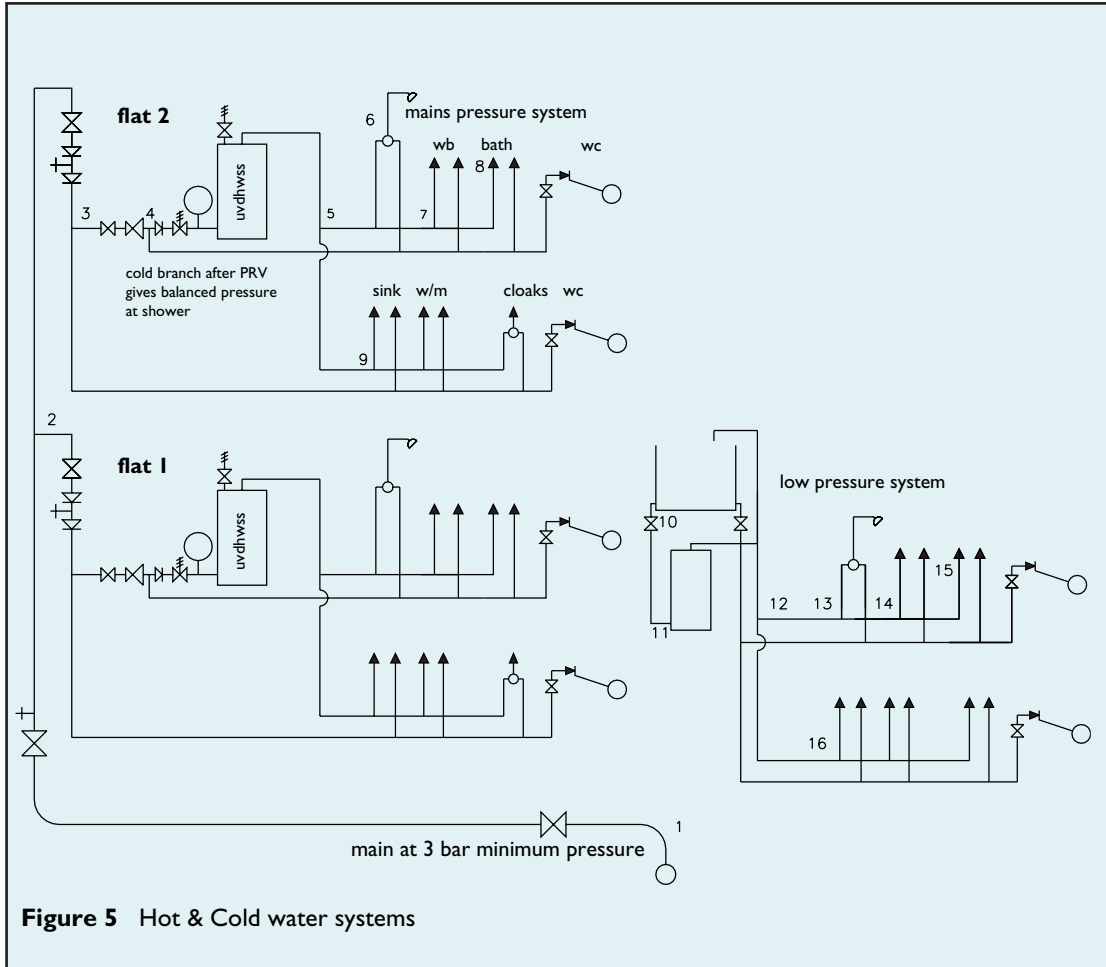 flat 2
6
mains pressure system
wb
bath
wc
8
uvdhwss
3
4
5
7
cold branch after PRV
gives balanced pressure
at shower
sink
w/m
cloaks
wc
9
2
flat 1
uvdhwss
low pressure system
10
11
12
13
14
15
16
1
main at 3 bar minimum pressure
Figure 5 Hot & Cold water systems